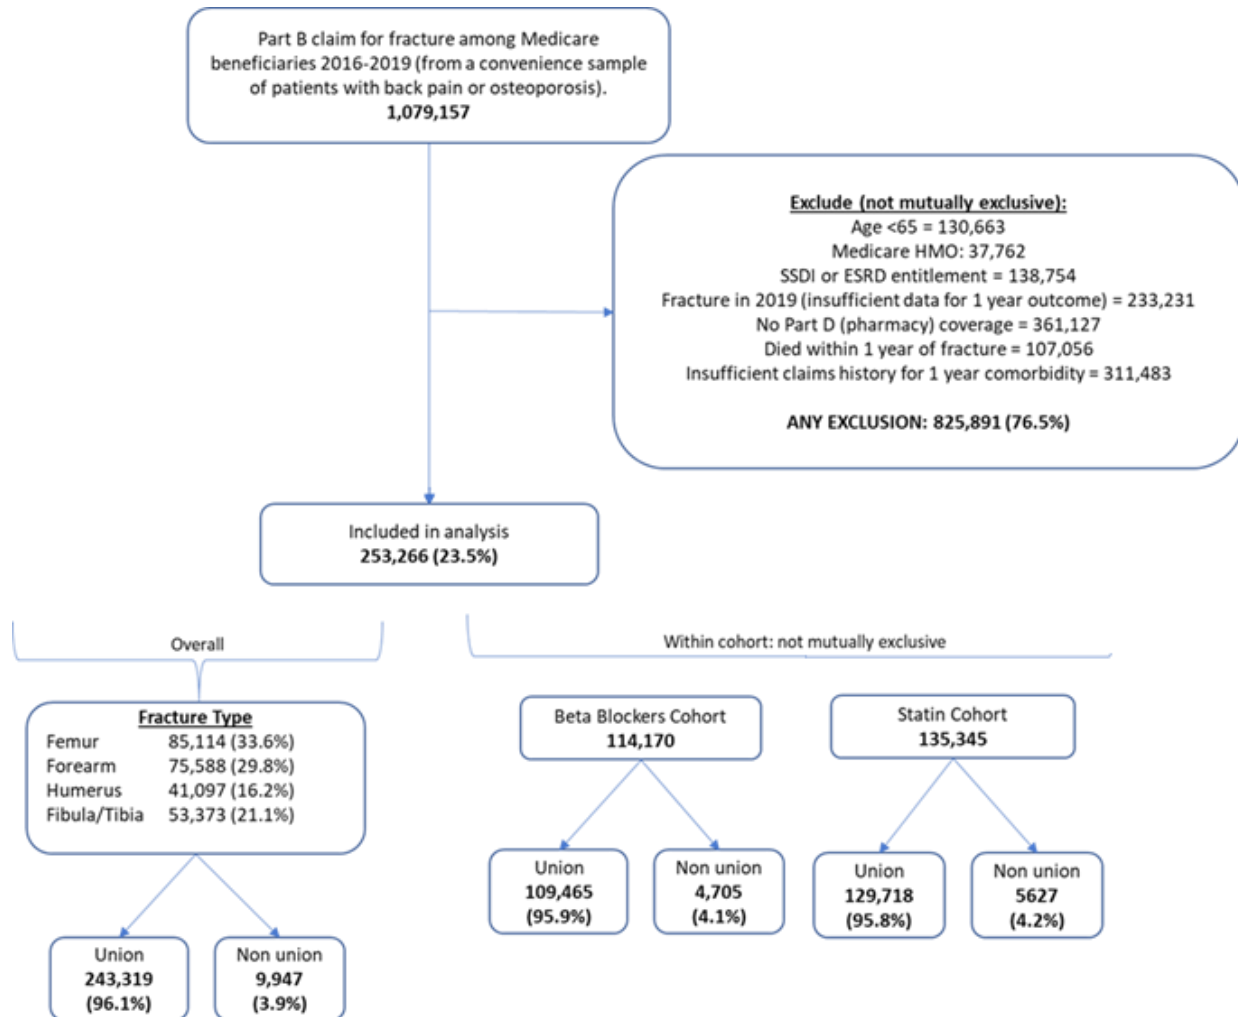 Part B claim for fracture among Medicare
beneficiaries 2016-2019 (from a convenience sample
of patients with back pain or osteoporosis).
1,079,157
Exclude (not mutually exclusive):
Age <65 = 130,663
Medicare HMO: 37,762
SSDI or ESRD entitlement = 138,754
Fracture in 2019 (insufficient data for 1 year outcome) = 233,231
No Part D (pharmacy) coverage = 361,127
Died within 1 year of fracture = 107,056
Insufficient claims history for 1 year comorbidity = 311,483
ANY EXCLUSION: 825,891 (76.5%)
Included in analysis
253,266 (23.5%)
Overall
Fracture Type
Femur 85,114 (33.6%)
Forearm 75,588 (29.8%)
Humerus 41,097 (16.2%)
Fibula/Tibia 53,373 (21.1%)
Union
243,319
(96.1%)
Non union
9,947
(3.9%)
Within cohort: not mutually exclusive
Beta Blockers Cohort
114,170
Union
109,465
(95.9%)
Non union
4,705
(4.1%)
Statin Cohort
135,345
Union
129,718
(95.8%)
Non union
5627
(4.2%)